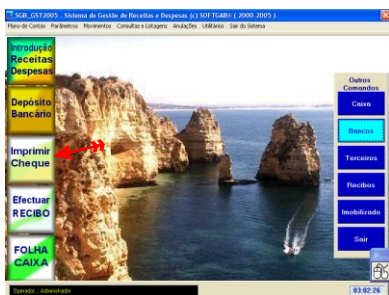 SGB_GST2005 - Sistema de Gestão de Receitas e Despesas (c) SOFTGAB® ( 2000-2005 )
Plano de Contas Parâmetros Movimentos Consultas e Listagens Anulações Utilitários Sair do Sistema
Introdução
Receitas
Despesas
Depósito
Bancário
Imprimir
Cheque
Efectuar
RECIBO
FOLHA
CAIXA
Outros
Comandos
Caixa
Bancos
Terceiros
Recibos
Imobilizado
Sair
Operador.. Administrador
03:02:26